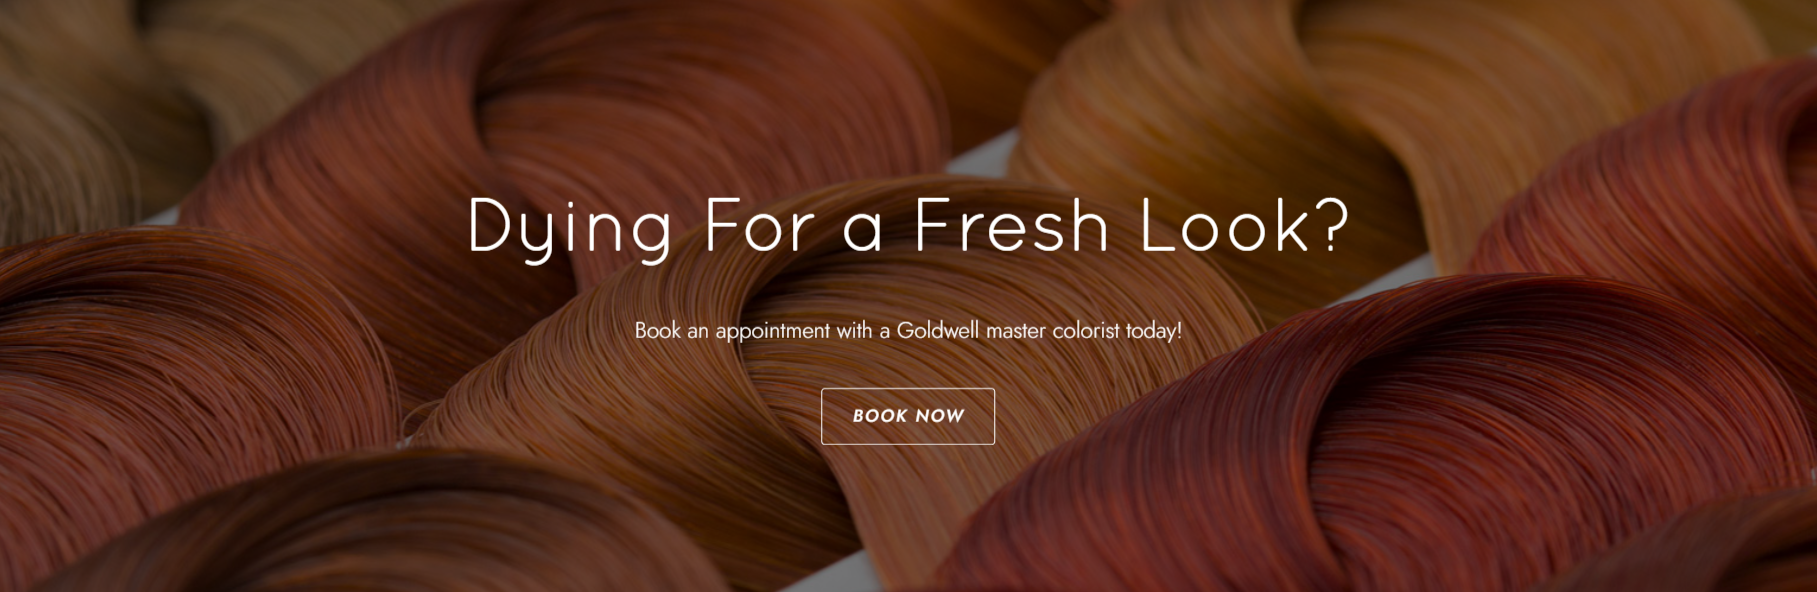 Dying For a Fresh Look?
Book an appointment with a Goldwell master colorist today!
BOOK NOW